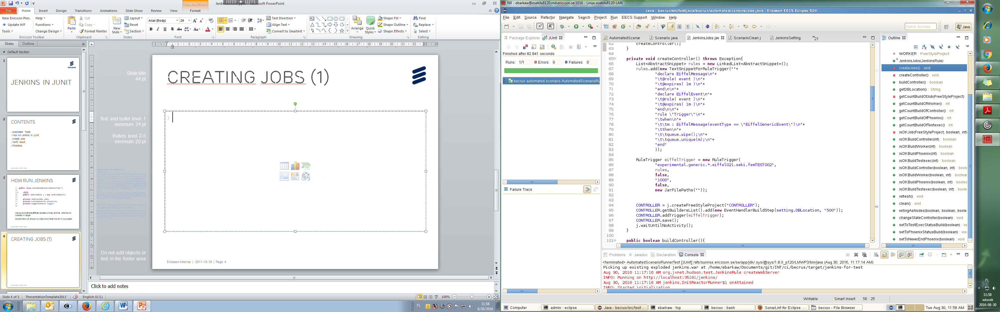 JenkinsInJUnit.pptx - Microsoft PowerPoint
Drawing Tools
File Home Insert Design Transitions Animations Slide Show Review View Format
New Ericsson Pres. Help
Update H/F Functions
Tools Change Design
Ericsson Toolbar
Paste
Cut
Copy
Format Painter
Clipboard
New Slide
Layout
Reset
Section
Slides
Arial (Body) 24
Font
Text Direction
Align Text
Convert to SmartArt
Paragraph
Arrange
Quick Styles
Shape Fill
Shape Outline
Shape Effects
Drawing
Find
Replace
Select
Editing
Slides Outline
Default Section
1
ERICSSON
JENKINS IN JUNIT
2
CONTENTS
Automated Tests
How run Jenkins in JUnit
Create Jobs
Verify result
Problems
3
HOW RUN JENKINS
public class AutomatedScenarioRunnerTest {
@Rule
public JenkinsRule j = new JenkinsRule();
private JenkinsJobs jobs;
private List<Scenario> scenarios;
private LoggerScenario logger;
Using annotations @Rule causes running Jenkins. Jenkins will
created in target.
Sometimes we should run clean and install maven in our project
4
CREATING JOBS (1)
Slide title
44 pt
Text and bullet level 1
minimum 24 pt
Bullets level 2-5
minimum 20 pt
Do not add objects or
text in the footer area
CREATING JOBS (1)
Ericsson Internal | 2011-10-19 | Page 4
Click to add notes
Slide 4 of 5 "PresentationTemplate2011" English (U.S.) 100%
PL 11:58
8/30/2016
NX - ebarkaw@esekilx8120.rnd.ericsson.se:1016 - Linux-esekilx8120-LAN
Java - becrux/src/test/java/becrux/automated/JenkinsJobs.java - Ericsson EECS Eclipse SDK
File Edit Source Refactor Navigate Search Project Run EECS Support Window Help
Quick Access Java
Package Explorer JUnit
Finished after 82.841 seconds
Runs: 1/1 Errors: 0 Failures: 0
becrux.automated.scenario.AutomatedScenarioRu
Failure Trace
AutomatedScenar Scenario.java JenkinsJobs.jav ScenarioClean.j JenkinsSetting. »21
62 createController();
63 }
64
65 private void createController() throws Exception{
66 List<AbstractSnippet> rules = new LinkedList<AbstractSnippet>();
67 rules.add(new TextSnippetForRuleTrigger(""+
68 "declare EiffelMessage\n"+
69 "\t@role( event )\n"+
70 "\t@expires( 1m )\n"+
71 "end\n\n"+
72 "declare EiffelEvent\n"+
73 "\t@role( event )\n"+
74 "\t@expires( 1m )\n"+
75 "end\n\n"+
76 "rule \"Trigger\"\n"+
77 "\twhen\n"+
78 "\t\tm : EiffelMessage(eventType == \"EiffelGenericEvent\")\n"+
79 "\tthen\n"+
80 "\t\tqueue.wipe();\n"+
81 "\t\tqueue.unique(m);\n"+
82 "end"
83 ));
84
85 RuleTrigger eiffelTrigger = new RuleTrigger(
86 "experimental.generic.*.eiffel021.seki.femTEST002",
87 rules,
88 false,
89 "1000",
90 false,
91 new JarFilePaths(""));
92
93
94 CONTROLLER = j.createFreeStyleProject("CONTROLLER");
95 CONTROLLER.getBuildersList().add(new EventHandlerBuildStep(setting.DBLocation, "500"));
96 CONTROLLER.addTrigger(eiffelTrigger);
97 CONTROLLER.save();
98 j.waitUntilNoActivity();
99 }
100
101 public boolean buildController(){
Outline
WORKER : FreeStyleProject
JenkinsJobs(JenkinsRule)
createJobs() : void
createController() : void
buildController() : boolean
getDBLocation() : String
getCountBuildOfJob(FreeStyleProject) :
getCountBuildOfWorker() : int
getCountBuildOfController() : int
getCountBuildOfPhoenix() : int
getCountBuildOfTestexec() : int
isOKJob(FreeStyleProject, boolean, int)
isOKBuildController(int) : boolean
isOKBuildWorker(int) : boolean
isOKBuildPhoenix(int) : boolean
isOKBuildTestexec(int) : boolean
isOKBuildController(boolean, int) : boole
isOKBuildWorker(boolean, int) : boolean
isOKBuildPhoenix(boolean, int) : boolea
isOKBuildTestexec(boolean, int) : boolea
refresh() : void
clean() : void
votingAsNodes(boolean, boolean, boole
changeStateController(boolean) : void
setToTestExecStatusBuild(boolean) : vo
setToPhoenixStatusBuild(boolean) : voic
setToNeverEndPhoenix(boolean) : void
Problems Javadoc Declaration Console
<terminated> AutomatedScenarioRunnerTest [JUnit] /afs/sunrise.ericsson.se/se/app/jdk/.sys/@sys/1.8.0_p120/LMWP3/bin/java (Aug 30, 2016, 11:17:14 AM)
Picking up existing exploded jenkins.war at /home/ebarkaw/Documents/git/INT/ci/becrux/target/jenkins-for-test
Aug 30, 2016 11:17:16 AM org.jvnet.hudson.test.JenkinsRule createWebServer
INFO: Running on http://localhost:35161/jenkins/
Aug 30, 2016 11:17:16 AM jenkins.InitReactorRunner$1 onAttained
INFO: Started initialization
Writable Smart Insert 56 : 25
Computer admin : eclipse Java - becrux/src/test... ebarkaw : top becrux : bash SonarLint for Eclipse ... becrux - File Browser Tue Aug 30, 11:58 AM
PL
11:58
wtorek
2016-08-30